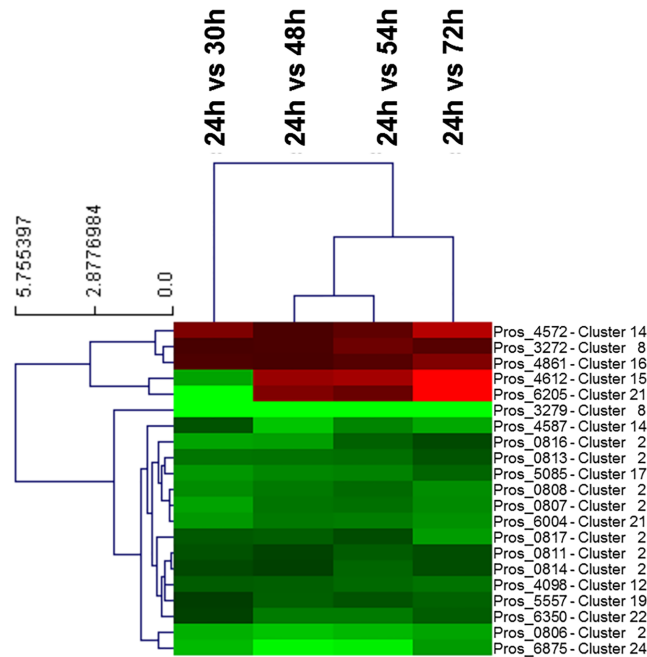 24h vs 30h
24h vs 48h
24h vs 54h
24h vs 72h
5.755397
2.8776984
0.0
Pros_4572 - Cluster 14
Pros_3272 - Cluster 8
Pros_4861 - Cluster 16
Pros_4612 - Cluster 15
Pros_6205 - Cluster 21
Pros_3279 - Cluster 8
Pros_4587 - Cluster 14
Pros_0816 - Cluster 2
Pros_0813 - Cluster 2
Pros_5085 - Cluster 17
Pros_0808 - Cluster 2
Pros_0807 - Cluster 2
Pros_6004 - Cluster 21
Pros_0817 - Cluster 2
Pros_0811 - Cluster 2
Pros_0814 - Cluster 2
Pros_4098 - Cluster 12
Pros_5557 - Cluster 19
Pros_6350 - Cluster 22
Pros_0806 - Cluster 2
Pros_6875 - Cluster 24